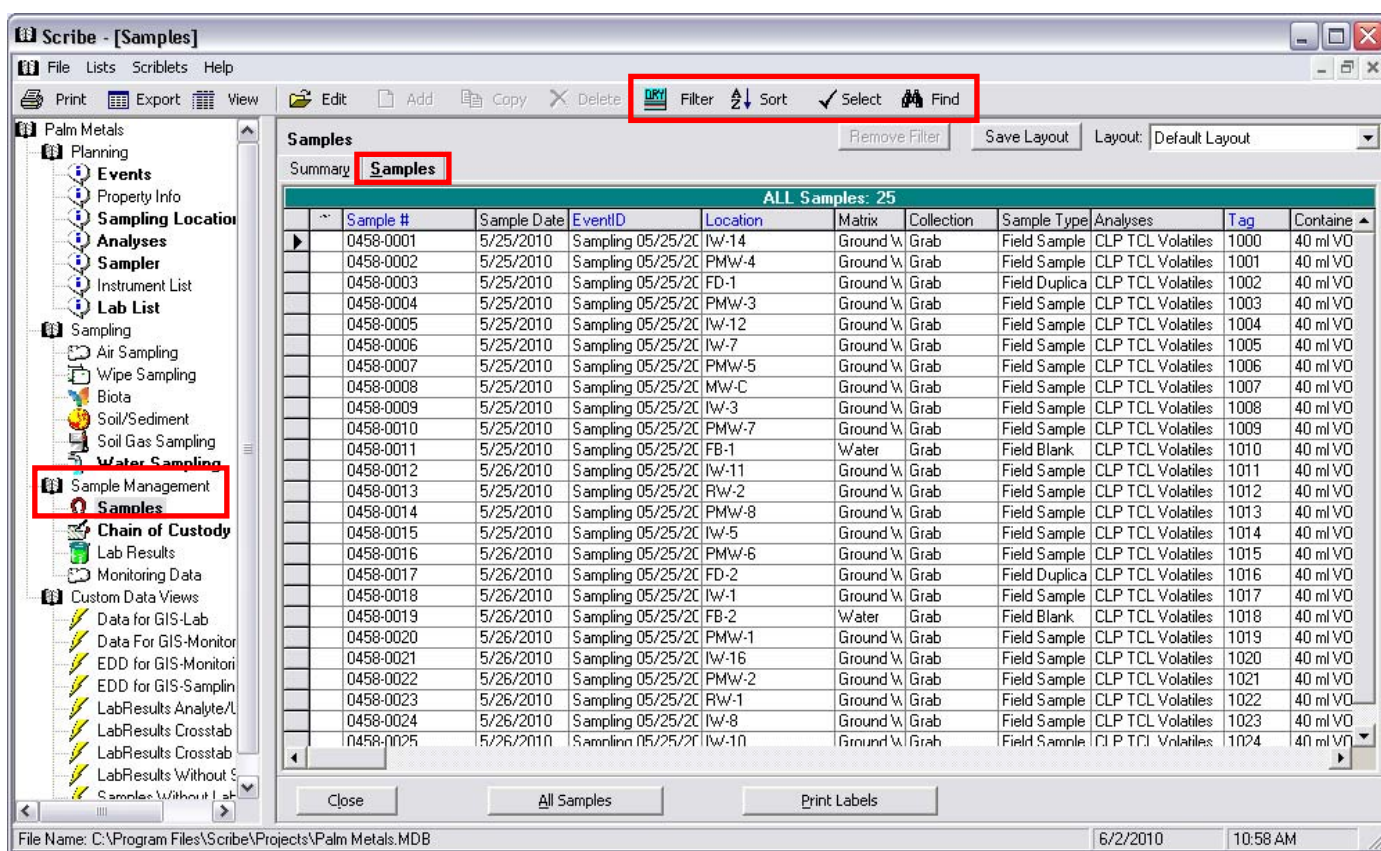 Scribe - [Samples]
File Lists Scriblets Help
Print Export View Edit Add Copy Delete QRY Filter Sort Select Find
Palm Metals
Planning
Events
Property Info
Sampling Location
Analyses
Sampler
Instrument List
Lab List
Sampling
Air Sampling
Wipe Sampling
Biota
Soil/Sediment
Soil Gas Sampling
Water Sampling
Sample Management
Samples
Chain of Custody
Lab Results
Monitoring Data
Custom Data Views
Data for GIS-Lab
Data For GIS-Monitor
EDD for GIS-Monitori
EDD for GIS-Samplin
LabResults Analyte/L
LabResults Crosstab
LabResults Crosstab
LabResults Without S
Samples Without Lab
Samples Remove Filter Save Layout Layout: Default Layout
Summary Samples
ALL Samples: 25
Sample # Sample Date EventID Location Matrix Collection Sample Type Analyses Tag Containe
0458-0001 5/25/2010 Sampling 05/25/20 IW-14 Ground W Grab Field Sample CLP TCL Volatiles 1000 40 ml VO
0458-0002 5/25/2010 Sampling 05/25/20 PMW-4 Ground W Grab Field Sample CLP TCL Volatiles 1001 40 ml VO
0458-0003 5/25/2010 Sampling 05/25/20 FD-1 Ground W Grab Field Duplica CLP TCL Volatiles 1002 40 ml VO
0458-0004 5/25/2010 Sampling 05/25/20 PMW-3 Ground W Grab Field Sample CLP TCL Volatiles 1003 40 ml VO
0458-0005 5/25/2010 Sampling 05/25/20 IW-12 Ground W Grab Field Sample CLP TCL Volatiles 1004 40 ml VO
0458-0006 5/25/2010 Sampling 05/25/20 IW-7 Ground W Grab Field Sample CLP TCL Volatiles 1005 40 ml VO
0458-0007 5/25/2010 Sampling 05/25/20 PMW-5 Ground W Grab Field Sample CLP TCL Volatiles 1006 40 ml VO
0458-0008 5/25/2010 Sampling 05/25/20 MW-C Ground W Grab Field Sample CLP TCL Volatiles 1007 40 ml VO
0458-0009 5/25/2010 Sampling 05/25/20 IW-3 Ground W Grab Field Sample CLP TCL Volatiles 1008 40 ml VO
0458-0010 5/25/2010 Sampling 05/25/20 PMW-7 Ground W Grab Field Sample CLP TCL Volatiles 1009 40 ml VO
0458-0011 5/25/2010 Sampling 05/25/20 FB-1 Water Grab Field Blank CLP TCL Volatiles 1010 40 ml VO
0458-0012 5/26/2010 Sampling 05/25/20 IW-11 Ground W Grab Field Sample CLP TCL Volatiles 1011 40 ml VO
0458-0013 5/25/2010 Sampling 05/25/20 RW-2 Ground W Grab Field Sample CLP TCL Volatiles 1012 40 ml VO
0458-0014 5/25/2010 Sampling 05/25/20 PMW-8 Ground W Grab Field Sample CLP TCL Volatiles 1013 40 ml VO
0458-0015 5/25/2010 Sampling 05/25/20 IW-5 Ground W Grab Field Sample CLP TCL Volatiles 1014 40 ml VO
0458-0016 5/26/2010 Sampling 05/25/20 PMW-6 Ground W Grab Field Sample CLP TCL Volatiles 1015 40 ml VO
0458-0017 5/26/2010 Sampling 05/25/20 FD-2 Ground W Grab Field Duplica CLP TCL Volatiles 1016 40 ml VO
0458-0018 5/26/2010 Sampling 05/25/20 IW-1 Ground W Grab Field Sample CLP TCL Volatiles 1017 40 ml VO
0458-0019 5/26/2010 Sampling 05/25/20 FB-2 Water Grab Field Blank CLP TCL Volatiles 1018 40 ml VO
0458-0020 5/26/2010 Sampling 05/25/20 PMW-1 Ground W Grab Field Sample CLP TCL Volatiles 1019 40 ml VO
0458-0021 5/26/2010 Sampling 05/25/20 IW-16 Ground W Grab Field Sample CLP TCL Volatiles 1020 40 ml VO
0458-0022 5/26/2010 Sampling 05/25/20 PMW-2 Ground W Grab Field Sample CLP TCL Volatiles 1021 40 ml VO
0458-0023 5/26/2010 Sampling 05/25/20 RW-1 Ground W Grab Field Sample CLP TCL Volatiles 1022 40 ml VO
0458-0024 5/26/2010 Sampling 05/25/20 IW-8 Ground W Grab Field Sample CLP TCL Volatiles 1023 40 ml VO
0458-0025 5/26/2010 Sampling 05/25/20 IW-10 Ground W Grab Field Sample CLP TCL Volatiles 1024 40 ml VO
Close All Samples Print Labels
File Name: C:\Program Files\Scribe\Projects\Palm Metals.MDB 6/2/2010 10:58 AM